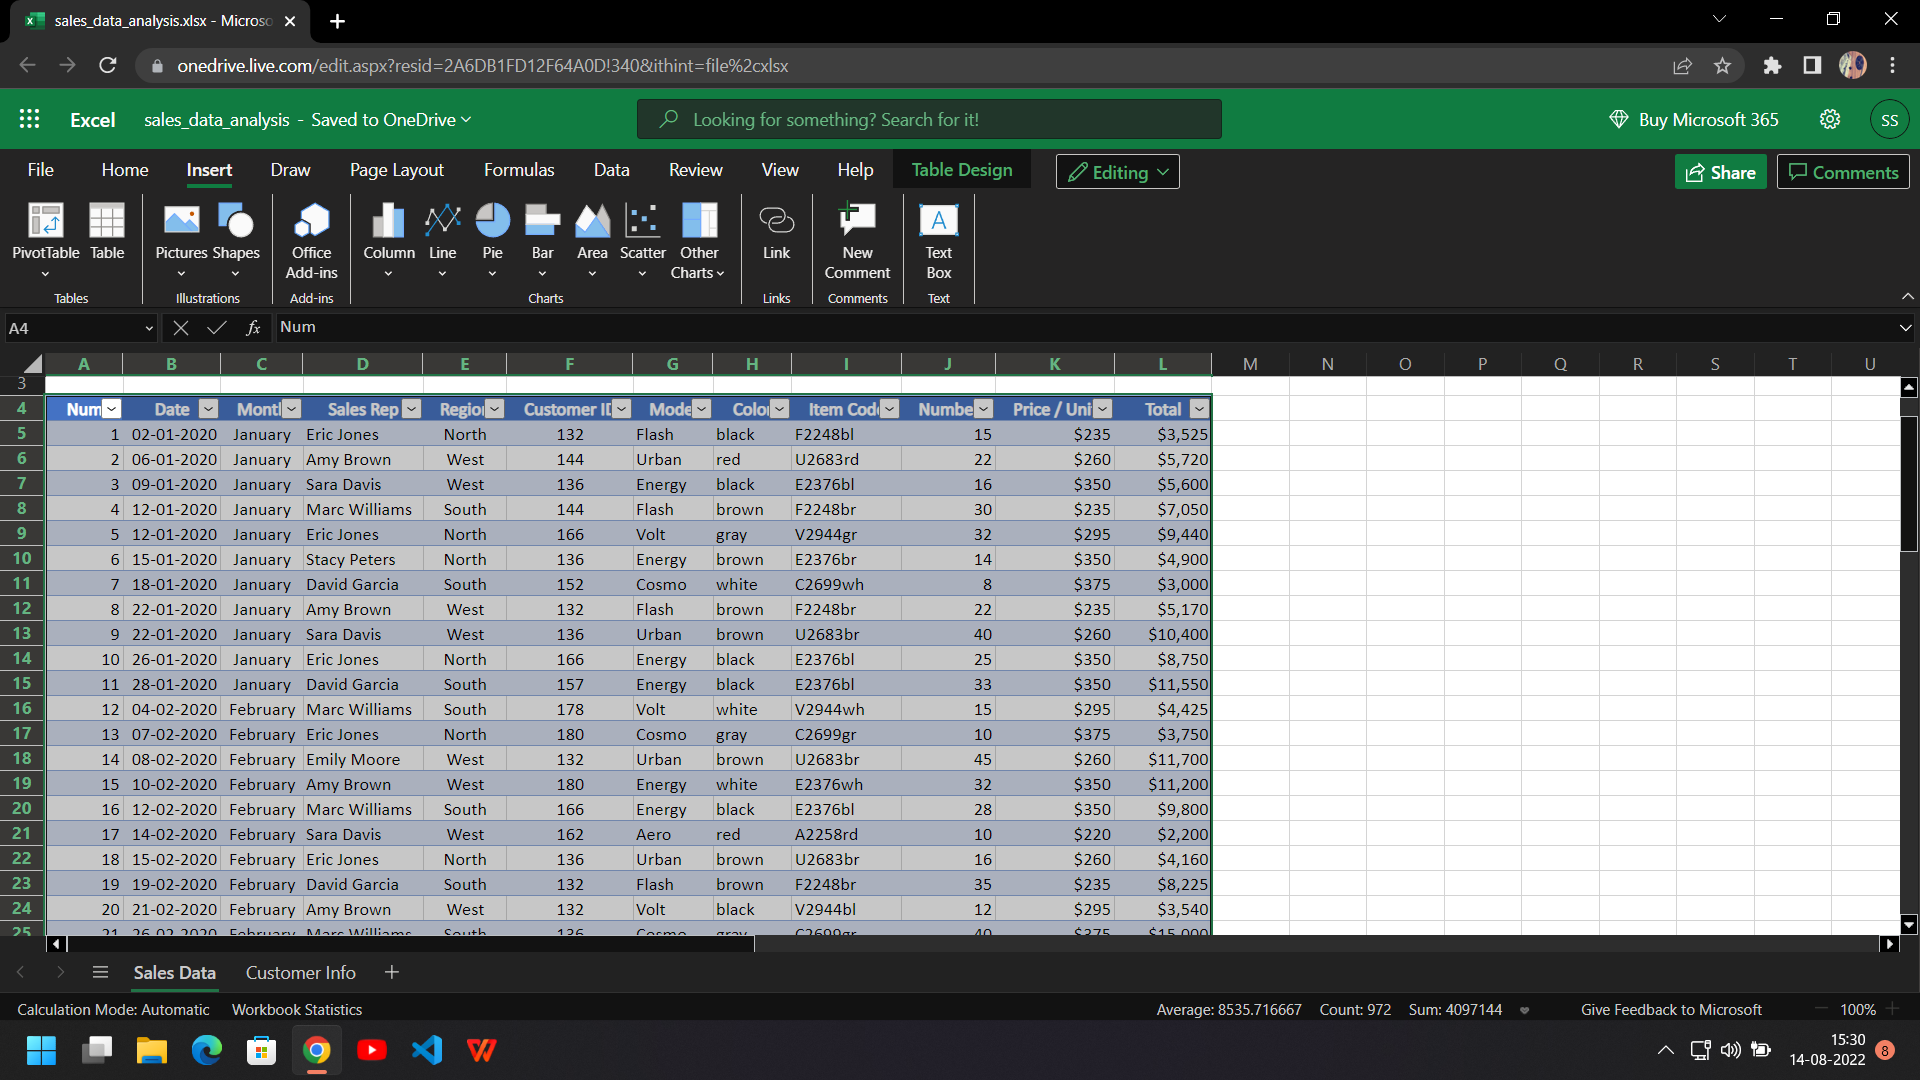 sales_data_analysis.xlsx - Microso
onedrive.live.com/edit.aspx?resid=2A6DB1FD12F64A0D!340&ithint=file%2cxlsx
Excel sales_data_analysis - Saved to OneDrive Looking for something? Search for it! Buy Microsoft 365 SS
File Home Insert Draw Page Layout Formulas Data Review View Help Table Design Editing Share Comments
PivotTable Table Pictures Shapes Office Add-ins Column Line Pie Bar Area Scatter Other Charts Link New Comment Text Box
Tables Illustrations Add-ins Charts Links Comments Text
A4 fx Num
A B C D E F G H I J K L M N O P Q R S T U
3
4 Num Date Montl Sales Rep Region Customer ID Mode Color Item Cod Numbe Price / Uni Total
5 1 02-01-2020 January Eric Jones North 132 Flash black F2248bl 15 $235 $3,525
6 2 06-01-2020 January Amy Brown West 144 Urban red U2683rd 22 $260 $5,720
7 3 09-01-2020 January Sara Davis West 136 Energy black E2376bl 16 $350 $5,600
8 4 12-01-2020 January Marc Williams South 144 Flash brown F2248br 30 $235 $7,050
9 5 12-01-2020 January Eric Jones North 166 Volt gray V2944gr 32 $295 $9,440
10 6 15-01-2020 January Stacy Peters North 136 Energy brown E2376br 14 $350 $4,900
11 7 18-01-2020 January David Garcia South 152 Cosmo white C2699wh 8 $375 $3,000
12 8 22-01-2020 January Amy Brown West 132 Flash brown F2248br 22 $235 $5,170
13 9 22-01-2020 January Sara Davis West 136 Urban brown U2683br 40 $260 $10,400
14 10 26-01-2020 January Eric Jones North 166 Energy black E2376bl 25 $350 $8,750
15 11 28-01-2020 January David Garcia South 157 Energy black E2376bl 33 $350 $11,550
16 12 04-02-2020 February Marc Williams South 178 Volt white V2944wh 15 $295 $4,425
17 13 07-02-2020 February Eric Jones North 180 Cosmo gray C2699gr 10 $375 $3,750
18 14 08-02-2020 February Emily Moore West 132 Urban brown U2683br 45 $260 $11,700
19 15 10-02-2020 February Amy Brown West 180 Energy white E2376wh 32 $350 $11,200
20 16 12-02-2020 February Marc Williams South 166 Energy black E2376bl 28 $350 $9,800
21 17 14-02-2020 February Sara Davis West 162 Aero red A2258rd 10 $220 $2,200
22 18 15-02-2020 February Eric Jones North 136 Urban brown U2683br 16 $260 $4,160
23 19 19-02-2020 February David Garcia South 132 Flash brown F2248br 35 $235 $8,225
24 20 21-02-2020 February Amy Brown West 132 Volt black V2944bl 12 $295 $3,540
25 21 26-02-2020 February Marc Williams South 136 Cosmo gray C2699gr 40 $375 $15,000
Sales Data Customer Info
Calculation Mode: Automatic Workbook Statistics Average: 8535.716667 Count: 972 Sum: 4097144 Give Feedback to Microsoft 100%
15:30
14-08-2022 8